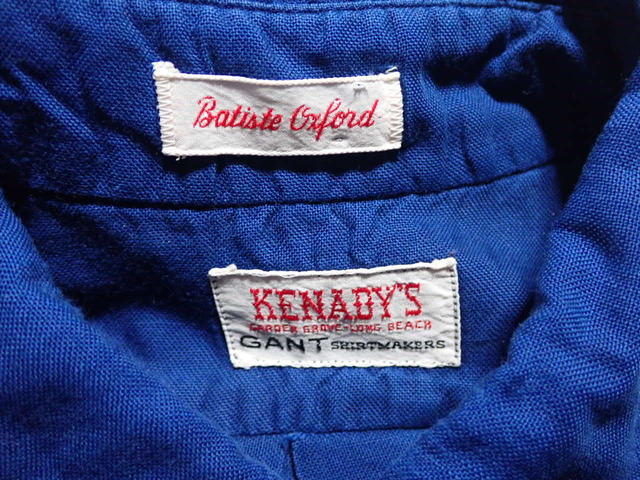 Batiste Oxford
KENADY'S
GARDEN GROVE-LONG BEACH
GANT SHIRTMAKERS